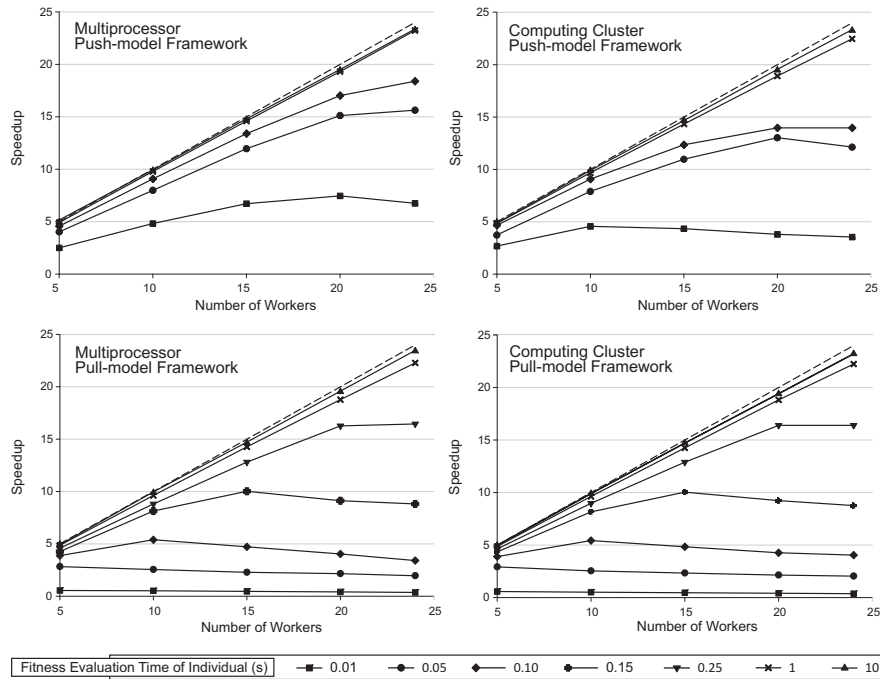 Multiprocessor
Push-model Framework
25
20
15
10
5
0
Speedup
5 10 15 20 25
Number of Workers
Computing Cluster
Push-model Framework
25
20
15
10
5
0
Speedup
5 10 15 20 25
Number of Workers
Multiprocessor
Pull-model Framework
25
20
15
10
5
0
Speedup
5 10 15 20 25
Number of Workers
Computing Cluster
Pull-model Framework
25
20
15
10
5
0
Speedup
5 10 15 20 25
Number of Workers
Fitness Evaluation Time of Individual (s) 0.01 0.05 0.10 0.15 0.25 1 10